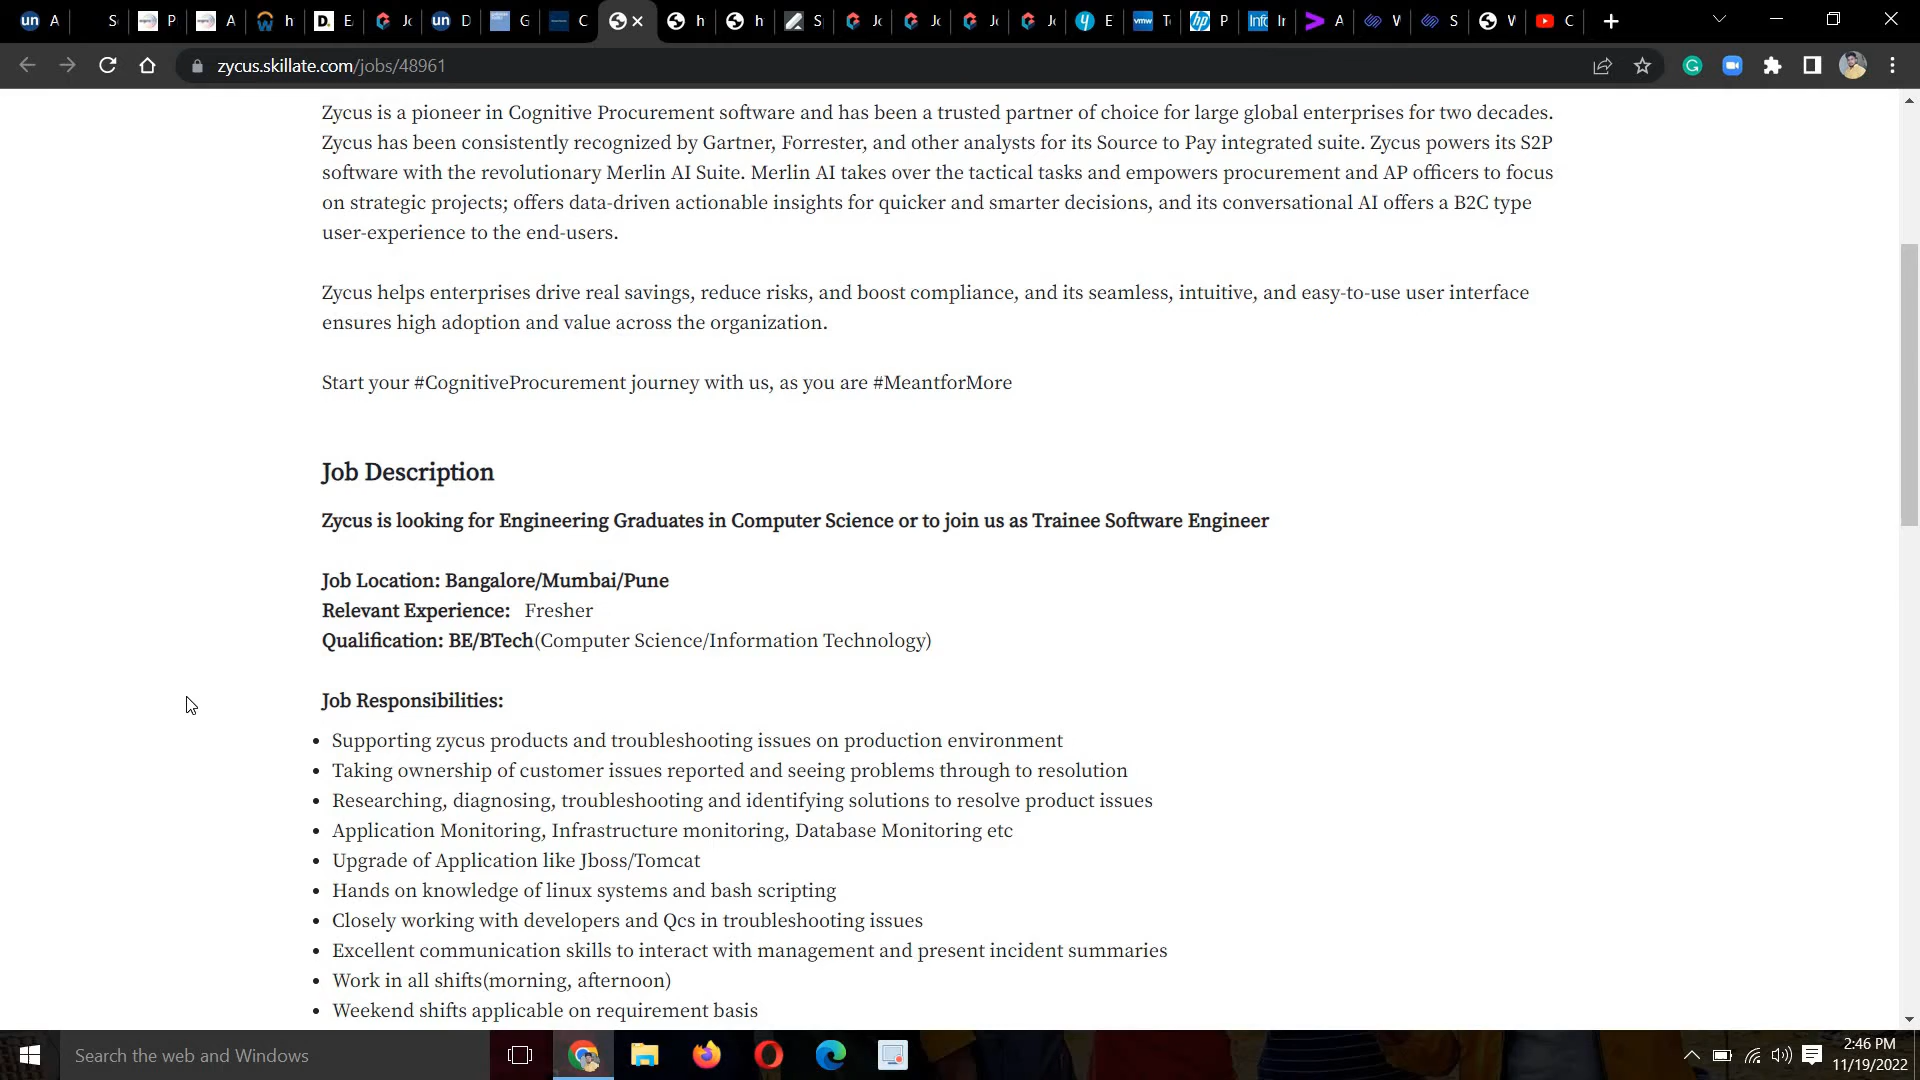 un A S P A h D. E Jo un D G C h h S Jo Jo Jo Jo y E vmw T hp P Info Ir A W S W C
zycus.skillate.com/jobs/48961
Zycus is a pioneer in Cognitive Procurement software and has been a trusted partner of choice for large global enterprises for two decades.
Zycus has been consistently recognized by Gartner, Forrester, and other analysts for its Source to Pay integrated suite. Zycus powers its S2P
software with the revolutionary Merlin AI Suite. Merlin AI takes over the tactical tasks and empowers procurement and AP officers to focus
on strategic projects; offers data-driven actionable insights for quicker and smarter decisions, and its conversational AI offers a B2C type
user-experience to the end-users.
Zycus helps enterprises drive real savings, reduce risks, and boost compliance, and its seamless, intuitive, and easy-to-use user interface
ensures high adoption and value across the organization.
Start your #CognitiveProcurement journey with us, as you are #MeantforMore
Job Description
Zycus is looking for Engineering Graduates in Computer Science or to join us as Trainee Software Engineer
Job Location: Bangalore/Mumbai/Pune
Relevant Experience: Fresher
Qualification: BE/BTech(Computer Science/Information Technology)
Job Responsibilities:
• Supporting zycus products and troubleshooting issues on production environment
• Taking ownership of customer issues reported and seeing problems through to resolution
• Researching, diagnosing, troubleshooting and identifying solutions to resolve product issues
• Application Monitoring, Infrastructure monitoring, Database Monitoring etc
• Upgrade of Application like Jboss/Tomcat
• Hands on knowledge of linux systems and bash scripting
• Closely working with developers and Qcs in troubleshooting issues
• Excellent communication skills to interact with management and present incident summaries
• Work in all shifts(morning, afternoon)
• Weekend shifts applicable on requirement basis
Search the web and Windows
2:46 PM
11/19/2022